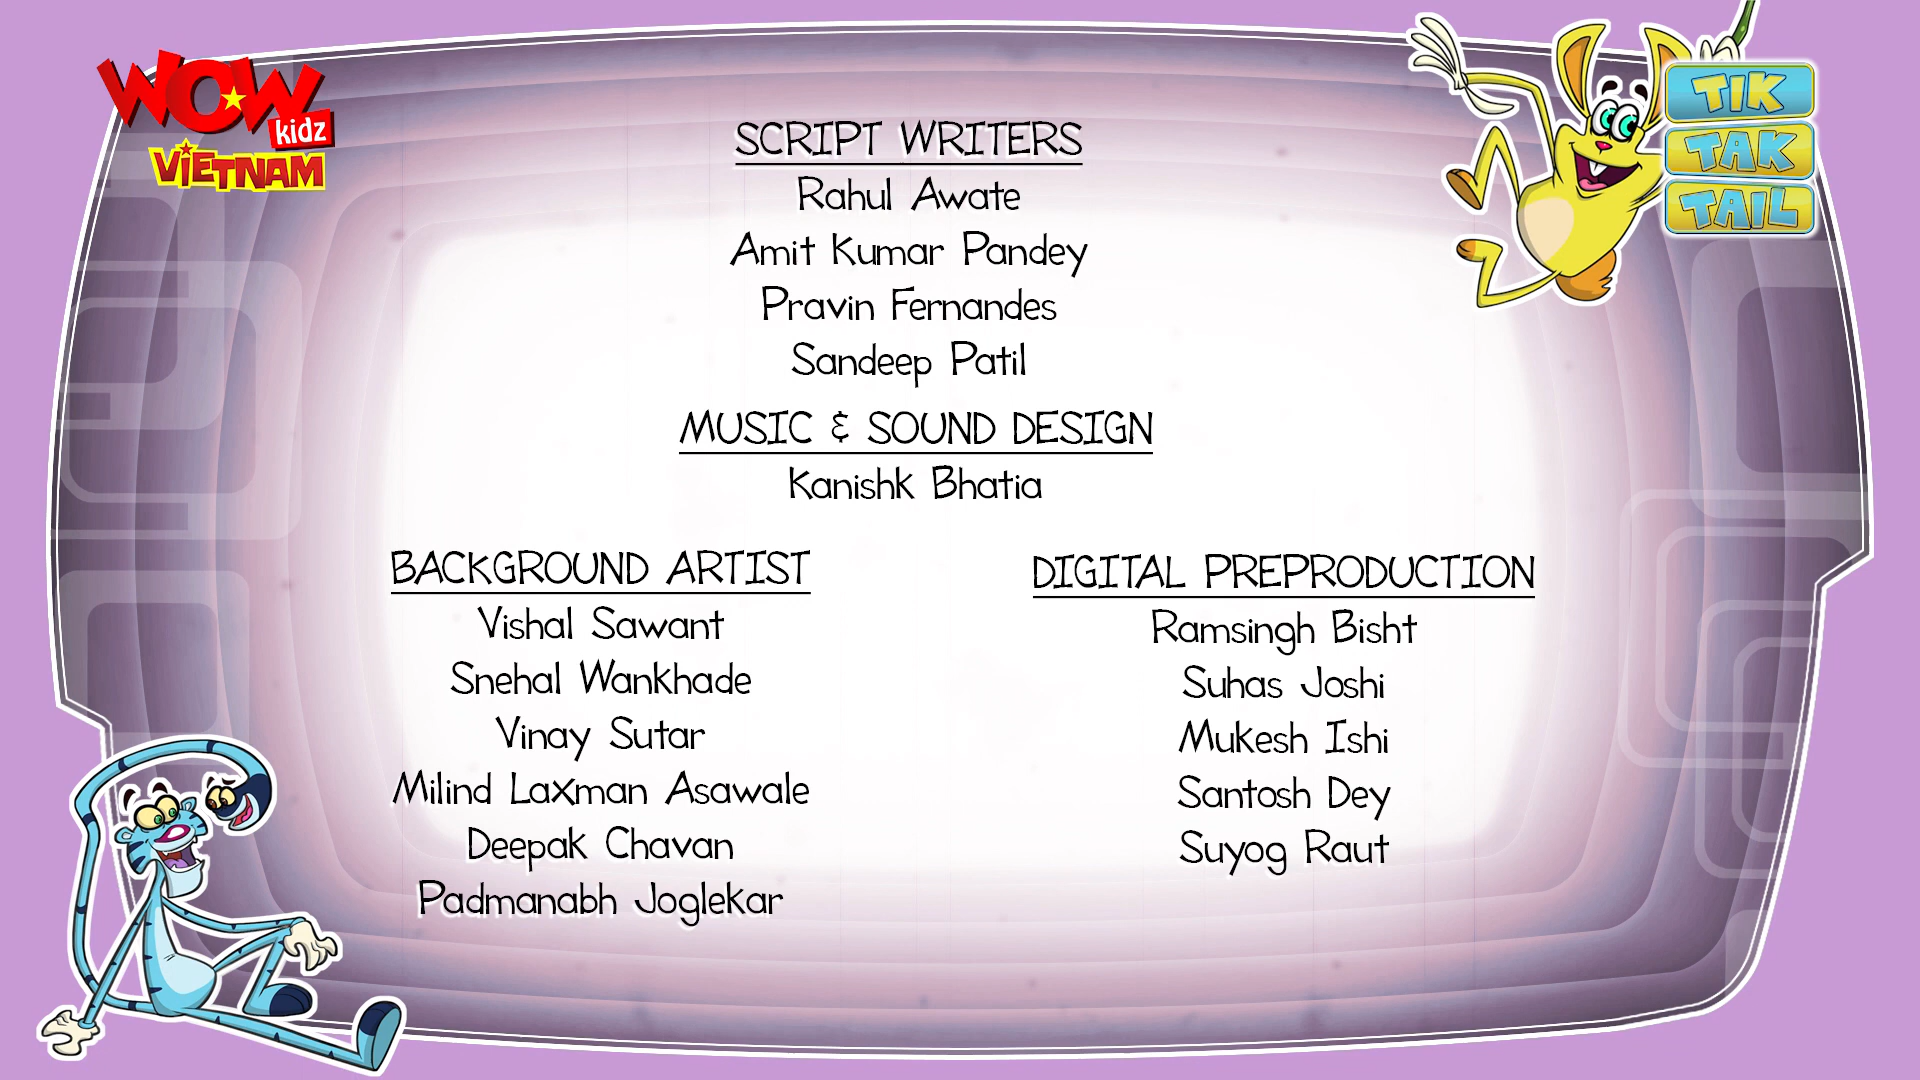 WOW
kidz
VIETNAM
TIK
TAK
TAIL
SCRIPT WRITERS
Rahul Awate
Amit Kumar Pandey
Pravin Fernandes
Sandeep Patil
MUSIC & SOUND DESIGN
Kanishk Bhatia
BACKGROUND ARTIST
Vishal Sawant
Snehal Wankhade
Vinay Sutar
Milind Laxman Asawale
Deepak Chavan
Padmanabh Joglekar
DIGITAL PREPRODUCTION
Ramsingh Bisht
Suhas Joshi
Mukesh Ishi
Santosh Dey
Suyog Raut